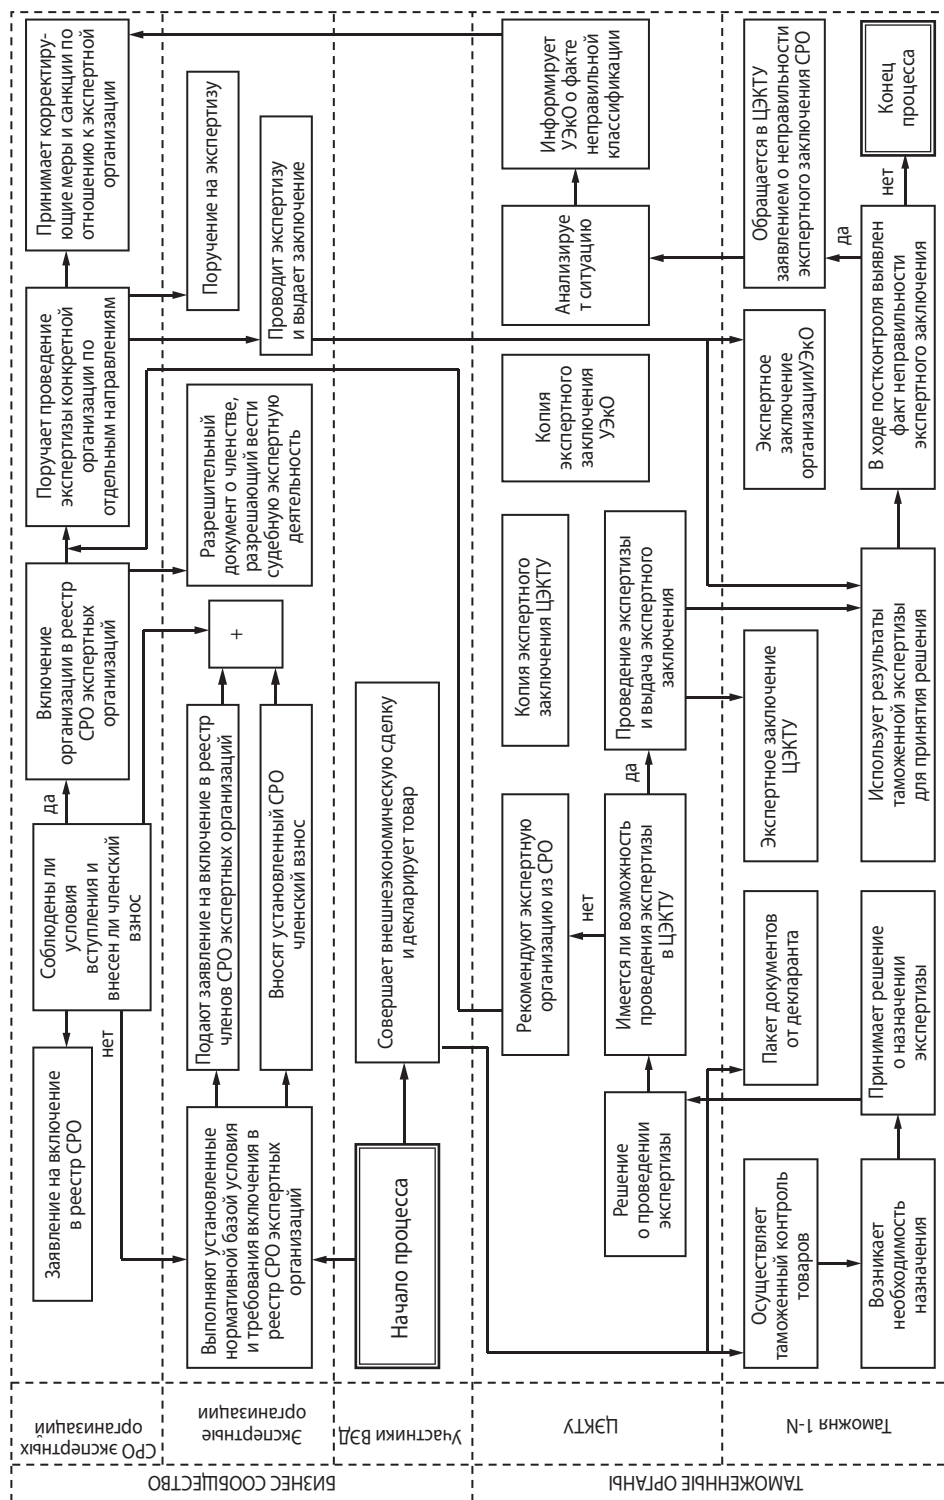 БИЗНЕС СООБЩЕСТВО
СРО экспертных
организаций
Заявление на включение
в реестр СРО
Соблюдены ли
условия
вступления и
внесен ли членский
взнос
нет
да
Включение
организации в реестр
СРО экспертных
организаций
Поручает проведение
экспертизы конкретной
организации по
отдельным направлениям
Принимает корректиру-
ющие меры и санкции по
отношению к экспертной
организации
Экспертные
организации
Выполняют установленные
нормативной базой условия
и требования включения в
реестр СРО экспертных
организаций
Подают заявление на включение в реестр
членов СРО экспертных организаций
Вносят установленный СРО
членский взнос
+
Разрешительный
документ о членстве,
разрешающий вести
судебную экспертную
деятельность
Поручение на экспертизу
Проводит экспертизу
и выдает заключение
Участники ВЭД
Начало процесса
Совершает внешнеэкономическую сделку
и декларирует товар
ТАМОЖЕННЫЕ ОРГАНЫ
ЦЭКТУ
Решение
о проведении
экспертизы
Рекомендуют экспертную
организацию из СРО
нет
Имеется ли возможность
проведения экспертизы
в ЦЭКТУ
да
Копия экспертного
заключения ЦЭКТУ
Проведение экспертизы
и выдача экспертного
заключения
Копия
экспертного
заключения
УЭкО
Анализируе
т ситуацию
Информирует
УЭкО о факте
неправильной
классификации
Таможня 1-N
Осуществляет
таможенный контроль
товаров
Возникает
необходимость
назначения
Пакет документов
от декларанта
Принимает решение
о назначении
экспертизы
Экспертное заключение
ЦЭКТУ
Использует результаты
таможенной экспертизы
для принятия решения
Экспертное
заключение
организацииУЭкО
В ходе постконтроля выявлен
факт неправильности
экспертного заключения
да
нет
Обращается в ЦЭКТУ
заявлением о неправильности
экспертного заключения СРО
Конец
процесса